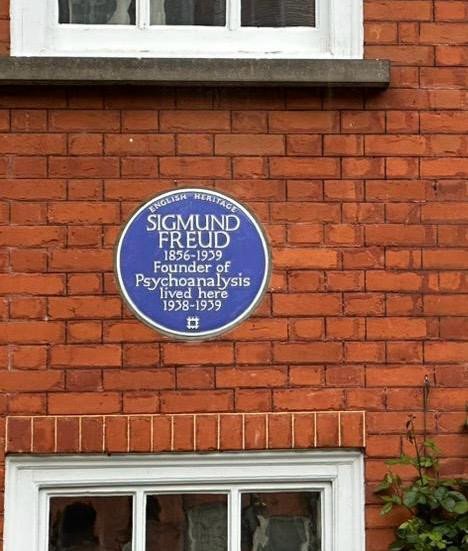 ENGLISH HERITAGE
SIGMUND
FREUD
1856-1939
Founder of
Psychoanalysis
lived here
1938-1939